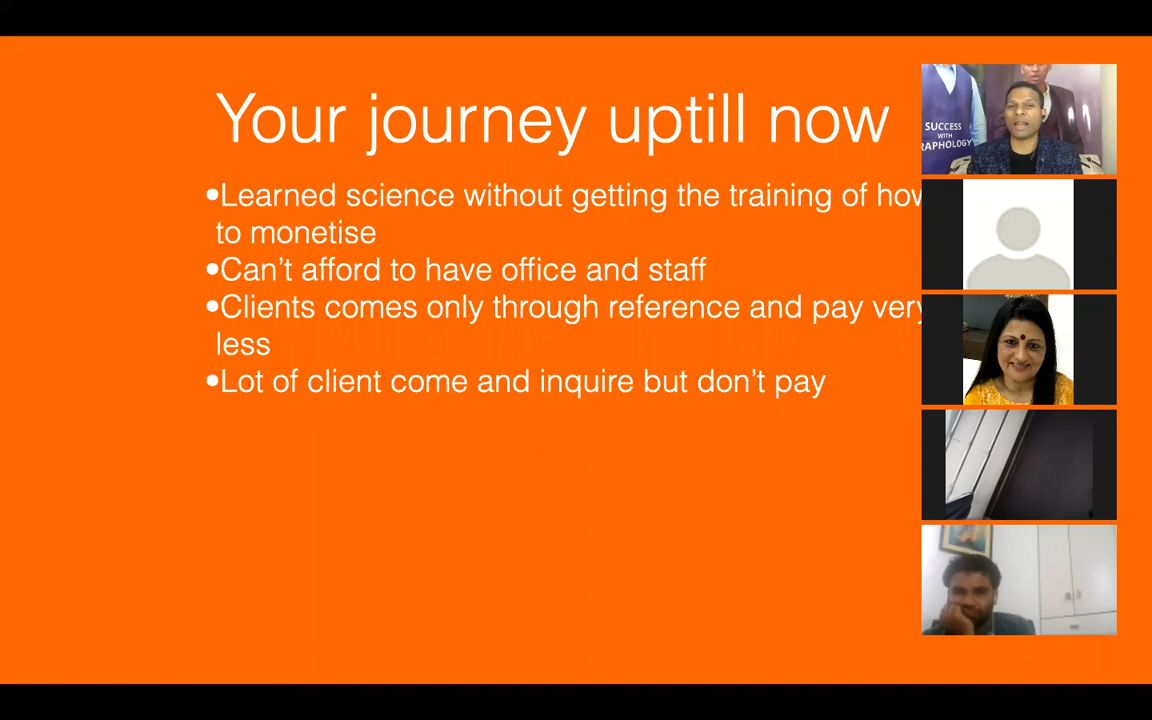 Your journey uptill now
•Learned science without getting the training of how
to monetise
•Can't afford to have office and staff
•Clients comes only through reference and pay very
less
•Lot of client come and inquire but don't pay
SUCCESS
WITH
RAPHOLOGY